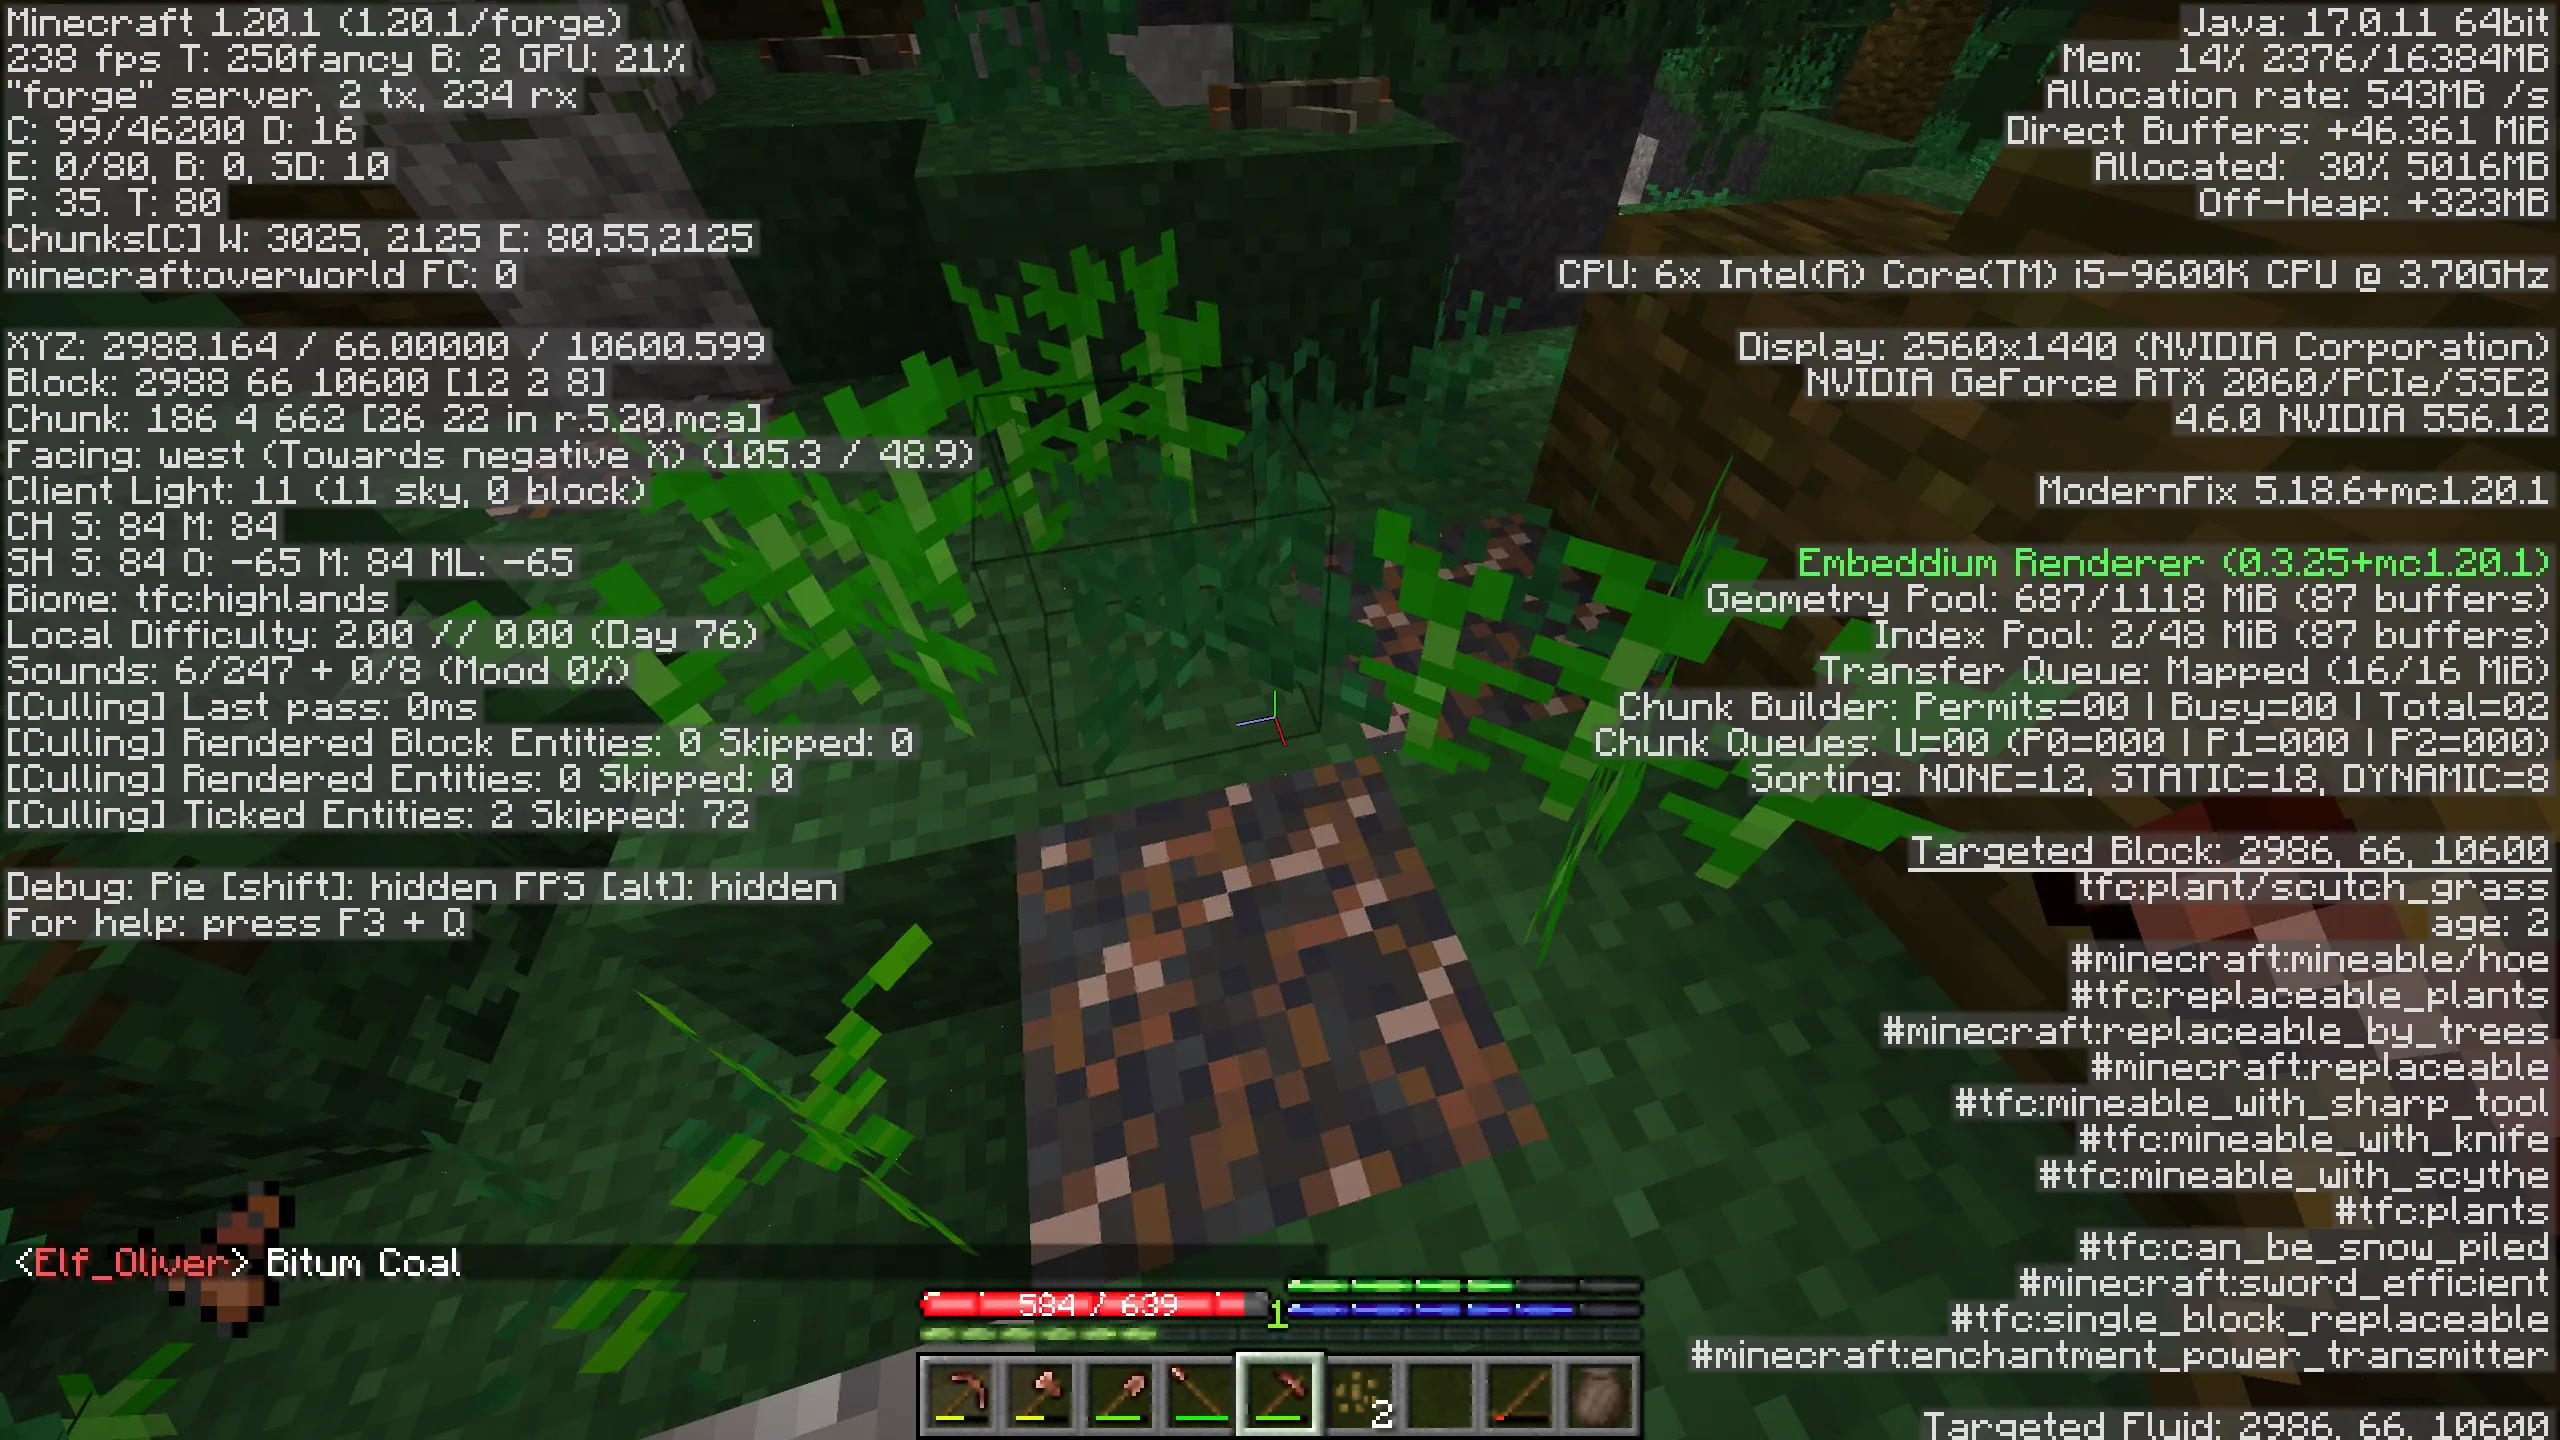 Minecraft 1.20.1 (1.20.1/forge)
238 fps T: 250fancy B: 2 GPU: 21%
"forge" server, 2 tx, 234 rx
C: 99/46200 D: 16
E: 0/80, B: 0, SD: 10
P: 35. T: 80
Chunks[C] W: 3025, 2125 E: 80,55,2125
minecraft:overworld FC: 0
XYZ: 2988.164 / 66.00000 / 10600.599
Block: 2988 66 10600 [12 2 8]
Chunk: 186 4 662 [26 22 in r.5.20.mca]
Facing: west (Towards negative X) (105.3 / 48.9)
Client Light: 11 (11 sky, 0 block)
CH S: 84 M: 84
SH S: 84 O: -65 M: 84 ML: -65
Biome: tfc:highlands
Local Difficulty: 2.00 // 0.00 (Day 76)
Sounds: 6/247 + 0/8 (Mood 0%)
[Culling] Last pass: 0ms
[Culling] Rendered Block Entities: 0 Skipped: 0
[Culling] Rendered Entities: 0 Skipped: 0
[Culling] Ticked Entities: 2 Skipped: 72
Debug: Pie [shift]: hidden FPS [alt]: hidden
For help: press F3 + Q
Java: 17.0.11 64bit
Mem: 14% 2376/16384MB
Allocation rate: 543MB /s
Direct Buffers: +46.361 MiB
Allocated: 30% 5016MB
Off-Heap: +323MB
CPU: 6x Intel(R) Core(TM) i5-9600K CPU @ 3.70GHz
Display: 2560x1440 (NVIDIA Corporation)
NVIDIA GeForce RTX 2060/PCIe/SSE2
4.6.0 NVIDIA 556.12
ModernFix 5.18.6+mc1.20.1
Embeddium Renderer (0.3.25+mc1.20.1)
Geometry Pool: 687/1118 MiB (87 buffers)
Index Pool: 2/48 MiB (87 buffers)
Transfer Queue: Mapped (16/16 MiB)
Chunk Builder: Permits=00 | Busy=00 | Total=02
Chunk Queues: U=00 (P0=000 | P1=000 | P2=000)
Sorting: NONE=12, STATIC=18, DYNAMIC=8
Targeted Block: 2986, 66, 10600
tfc:plant/scutch_grass
age: 2
#minecraft:mineable/hoe
#tfc:replaceable_plants
#minecraft:replaceable_by_trees
#minecraft:replaceable
#tfc:mineable_with_sharp_tool
#tfc:mineable_with_knife
#tfc:mineable_with_scythe
#tfc:plants
#tfc:can_be_snow_piled
#minecraft:sword_efficient
#tfc:single_block_replaceable
#minecraft:enchantment_power_transmitter
Targeted Fluid: 2986, 66, 10600
<Elf_Oliver> Bitum Coal
584 / 639
1
2